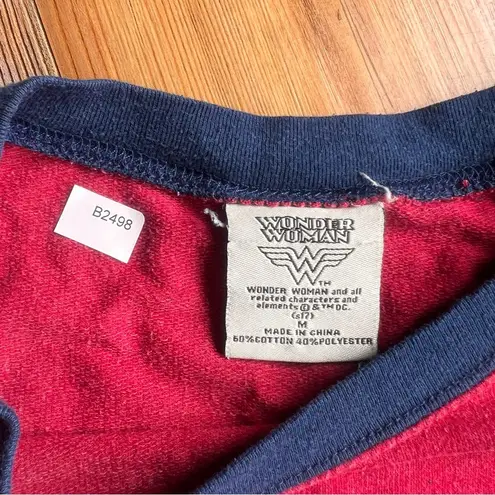 B2498
WONDER
WOMAN
TM
WONDER WOMAN and all
related characters and
elements © & ™ DC.
(s17)
M
MADE IN CHINA
60%COTTON 40%POLYESTER